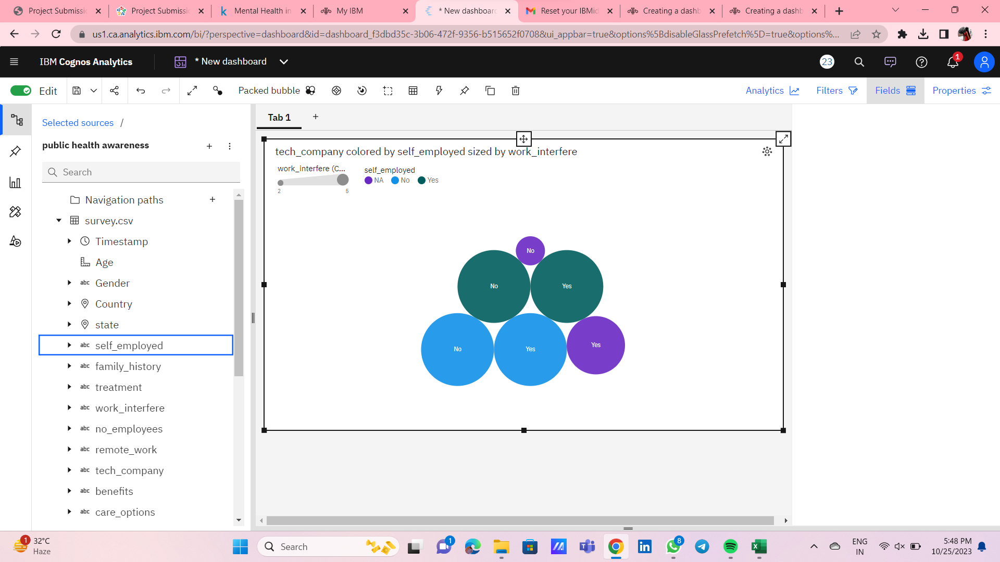 Project Submissio
Project Submissio
Mental Health in
My IBM
* New dashboard
Reset your IBMid
Creating a dashb
Creating a dashb
us1.ca.analytics.ibm.com/bi/?perspective=dashboard&id=dashboard_f3dbd35c-3b06-472f-9356-b515652f0708&ui_appbar=true&options%5BdisableGlassPrefetch%5D=true&options%...
IBM Cognos Analytics
* New dashboard
23
1
Edit
Packed bubble
Analytics
Filters
Fields
Properties
Selected sources /
Tab 1
public health awareness
Search
Navigation paths
survey.csv
Timestamp
Age
abc Gender
Country
state
abc self_employed
abc family_history
abc treatment
abc work_interfere
abc no_employees
abc remote_work
abc tech_company
abc benefits
abc care_options
tech_company colored by self_employed sized by work_interfere
work_interfere (C...
2 5
self_employed
NA No Yes
No
No
Yes
No
Yes
Yes
1
32°C
Haze
Search
1
8
ENG
IN
5:48 PM
10/25/2023